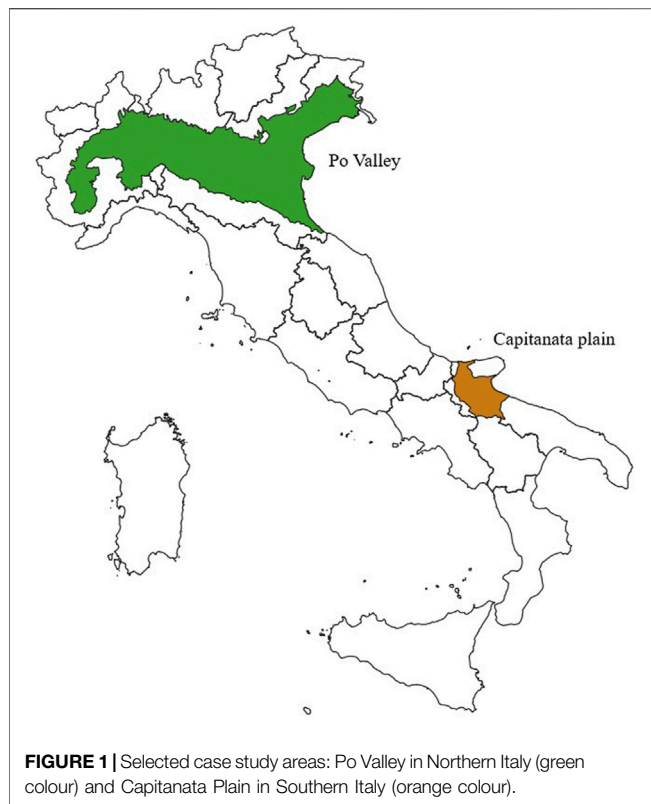 Po Valley
Capitanata plain
FIGURE 1 | Selected case study areas: Po Valley in Northern Italy (green
colour) and Capitanata Plain in Southern Italy (orange colour).